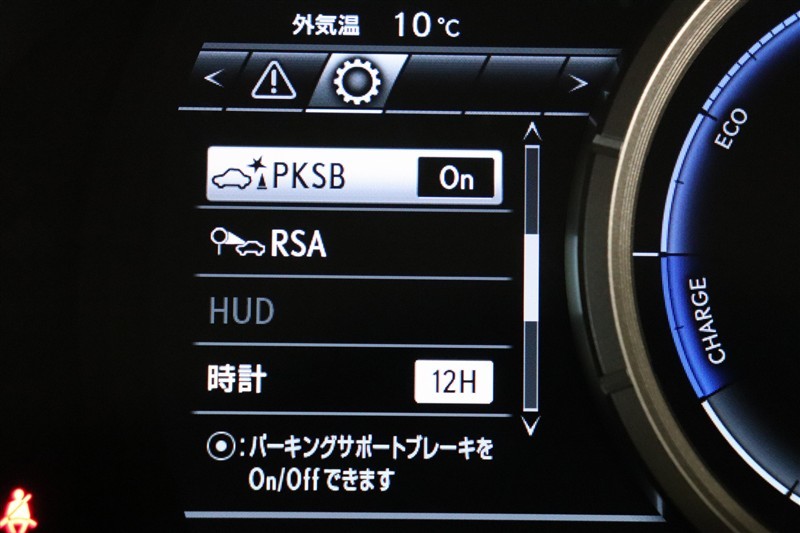 外気温 10℃
PKSB On
RSA
HUD
時計 12H
⦿:パーキングサポートブレーキを
On/Offできます
ECO
CHARGE